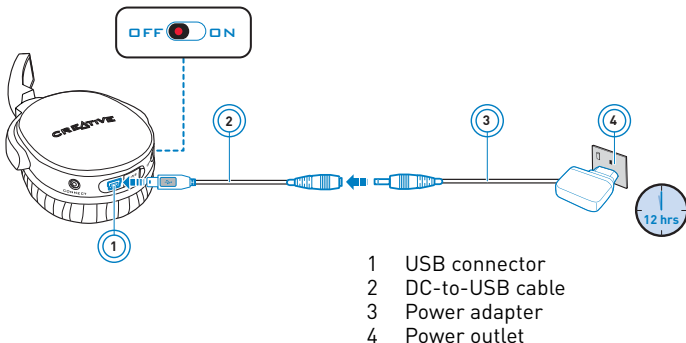 OFF ON
CREATIVE
CONNECT
2
3
4
12 hrs
1
1 USB connector
2 DC-to-USB cable
3 Power adapter
4 Power outlet